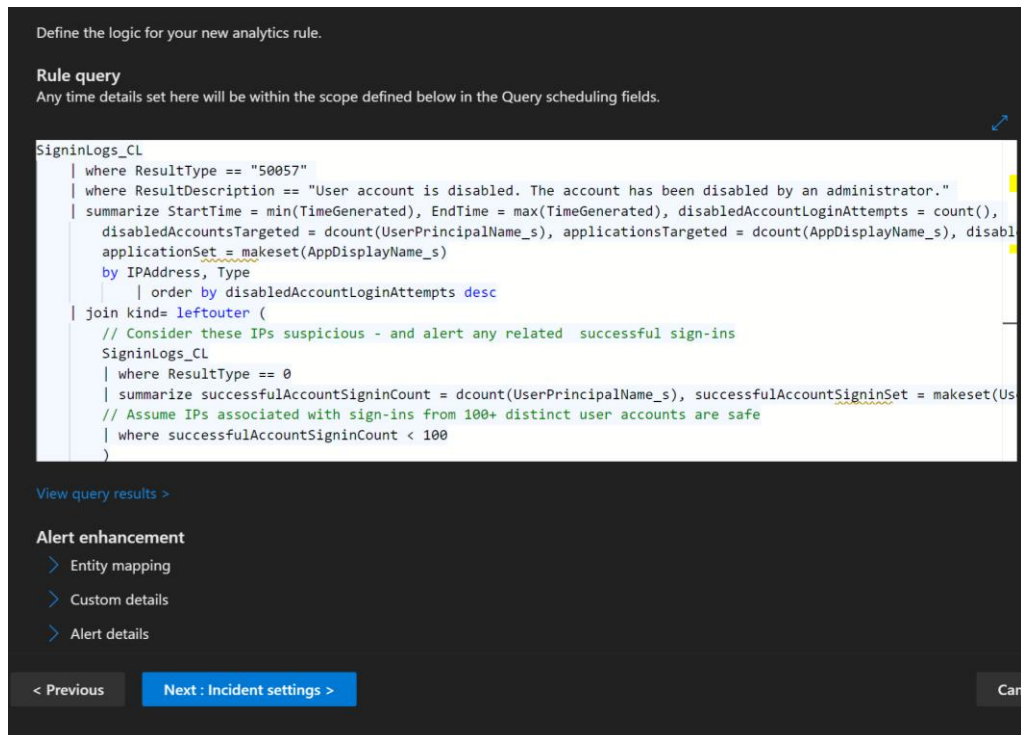 Define the logic for your new analytics rule.
Rule query
Any time details set here will be within the scope defined below in the Query scheduling fields.
SigninLogs_CL
| where ResultType == "50057"
| where ResultDescription == "User account is disabled. The account has been disabled by an administrator."
| summarize StartTime = min(TimeGenerated), EndTime = max(TimeGenerated), disabledAccountLoginAttempts = count(),
disabledAccountsTargeted = dcount(UserPrincipalName_s), applicationsTargeted = dcount(AppDisplayName_s), disabl
applicationSet = makeset(AppDisplayName_s)
by IPAddress, Type
| order by disabledAccountLoginAttempts desc
| join kind= leftouter (
// Consider these IPs suspicious - and alert any related  successful sign-ins
SigninLogs_CL
| where ResultType == 0
| summarize successfulAccountSigninCount = dcount(UserPrincipalName_s), successfulAccountSigninSet = makeset(Us
// Assume IPs associated with sign-ins from 100+ distinct user accounts are safe
| where successfulAccountSigninCount < 100
)
View query results >
Alert enhancement
Entity mapping
Custom details
Alert details
< Previous
Next : Incident settings >
Can